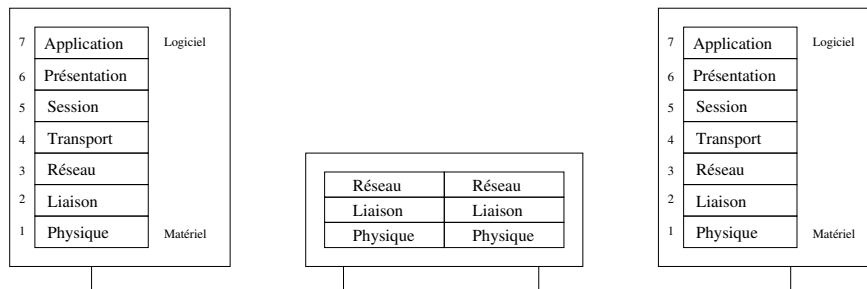 7 Application Logiciel
6 Présentation
5 Session
4 Transport
3 Réseau
2 Liaison
1 Physique Matériel
Réseau Réseau
Liaison Liaison
Physique Physique
7 Application Logiciel
6 Présentation
5 Session
4 Transport
3 Réseau
2 Liaison
1 Physique Matériel